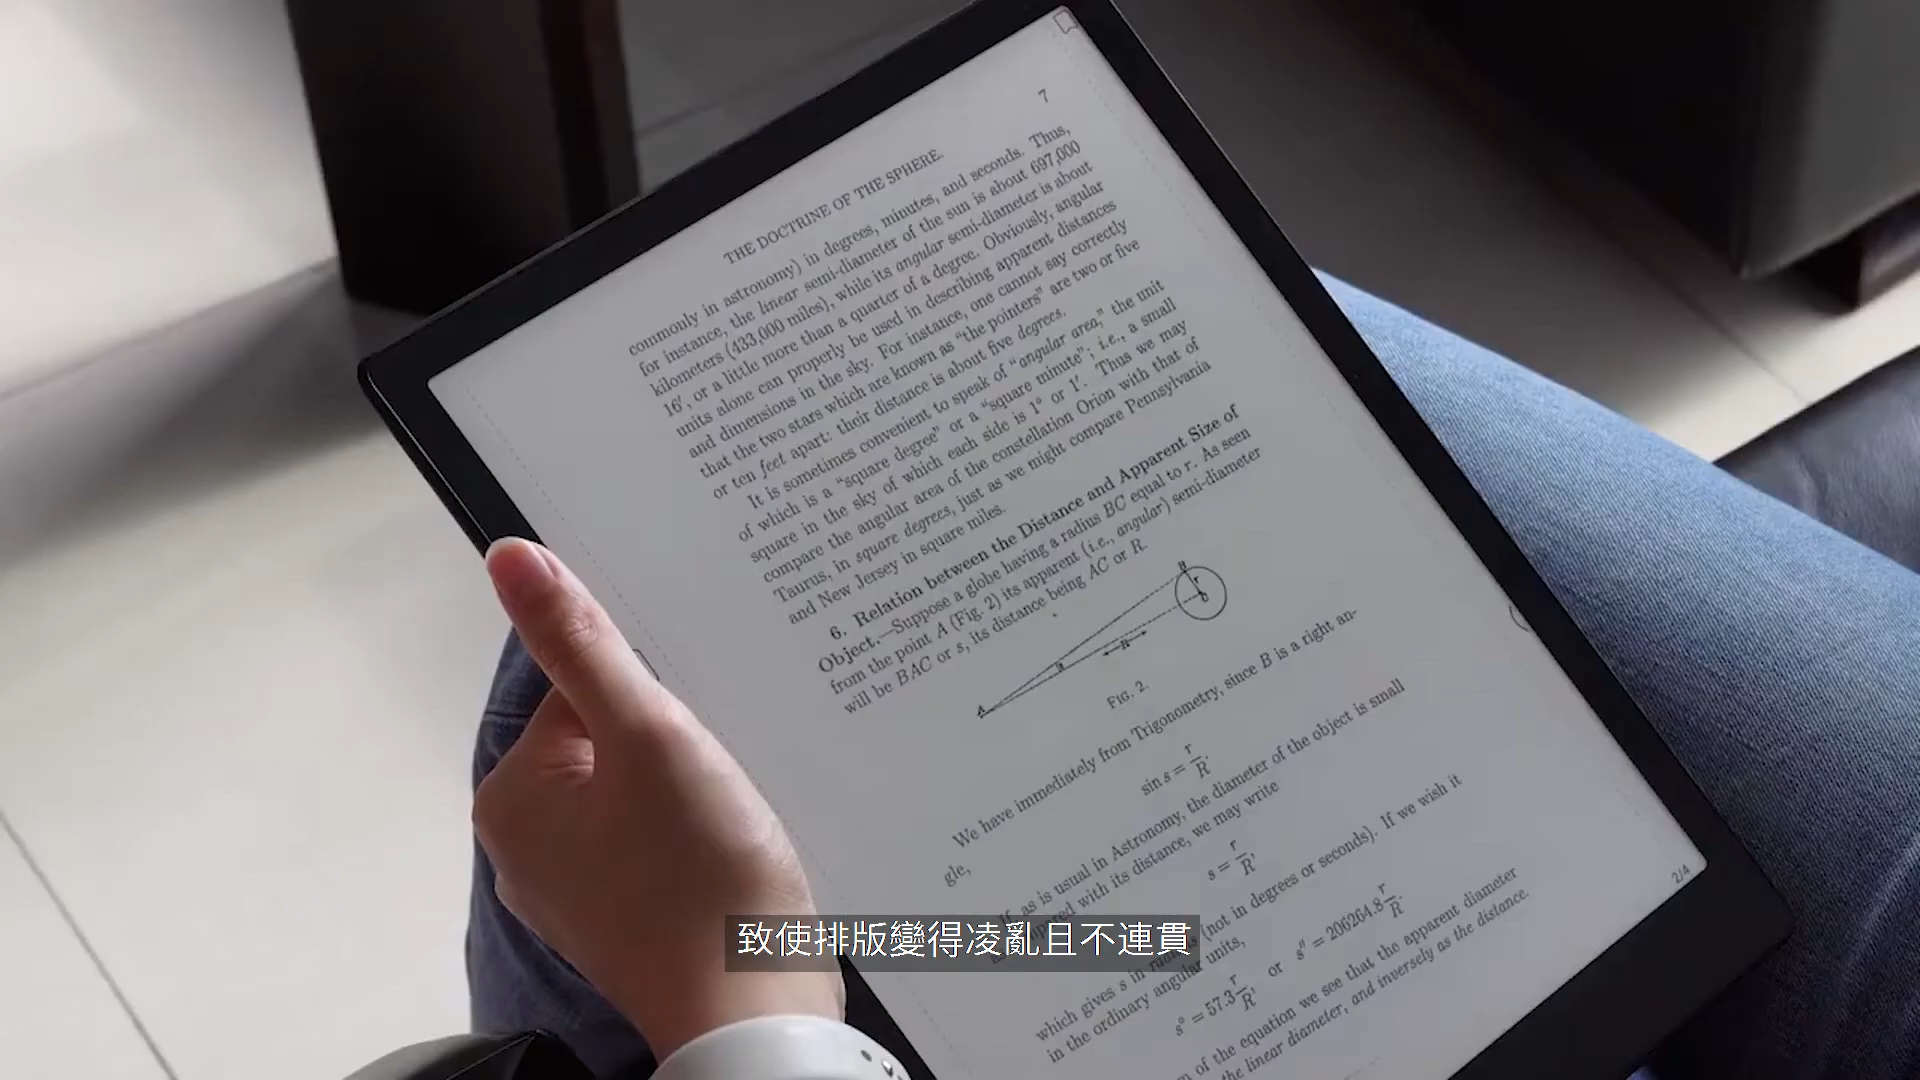 7
THE DOCTRINE OF THE SPHERE.
commonly in astronomy) in degrees, minutes, and seconds. Thus,
for instance, the linear semi-diameter of the sun is about 697,000
kilometers (433,000 miles), while its angular semi-diameter is about
16′, or a little more than a quarter of a degree. Obviously, angular
units alone can properly be used in describing apparent distances
and dimensions in the sky. For instance, one cannot say correctly
that the two stars which are known as “the pointers” are two or five
or ten feet apart: their distance is about five degrees.
It is sometimes convenient to speak of “angular area,” the unit
of which is a “square degree” or a “square minute”; i.e., a small
square in the sky of which each side is 1° or 1′. Thus we may
compare the angular area of the constellation Orion with that of
Taurus, in square degrees, just as we might compare Pennsylvania
and New Jersey in square miles.
6. Relation between the Distance and Apparent Size of
Object.—Suppose a globe having a radius BC equal to r. As seen
from the point A (Fig. 2) its apparent (i.e., angular) semi-diameter
will be BAC or s, its distance being AC or R.
B
r
A
R
FIG. 2.
We have immediately from Trigonometry, since B is a right an-
gle,
sin s = r/R.
If, as is usual in Astronomy, the diameter of the object is small
with its distance, we may write
s = r/R,
which gives s in (not in degrees or seconds). If we wish it
in the ordinary angular units,
s° = 57.3 r/R, or s″ = 206264.8 r/R.
of the equation we see that the apparent diameter
the linear diameter, and inversely as the distance.
2/4
致使排版變得凌亂且不連貫